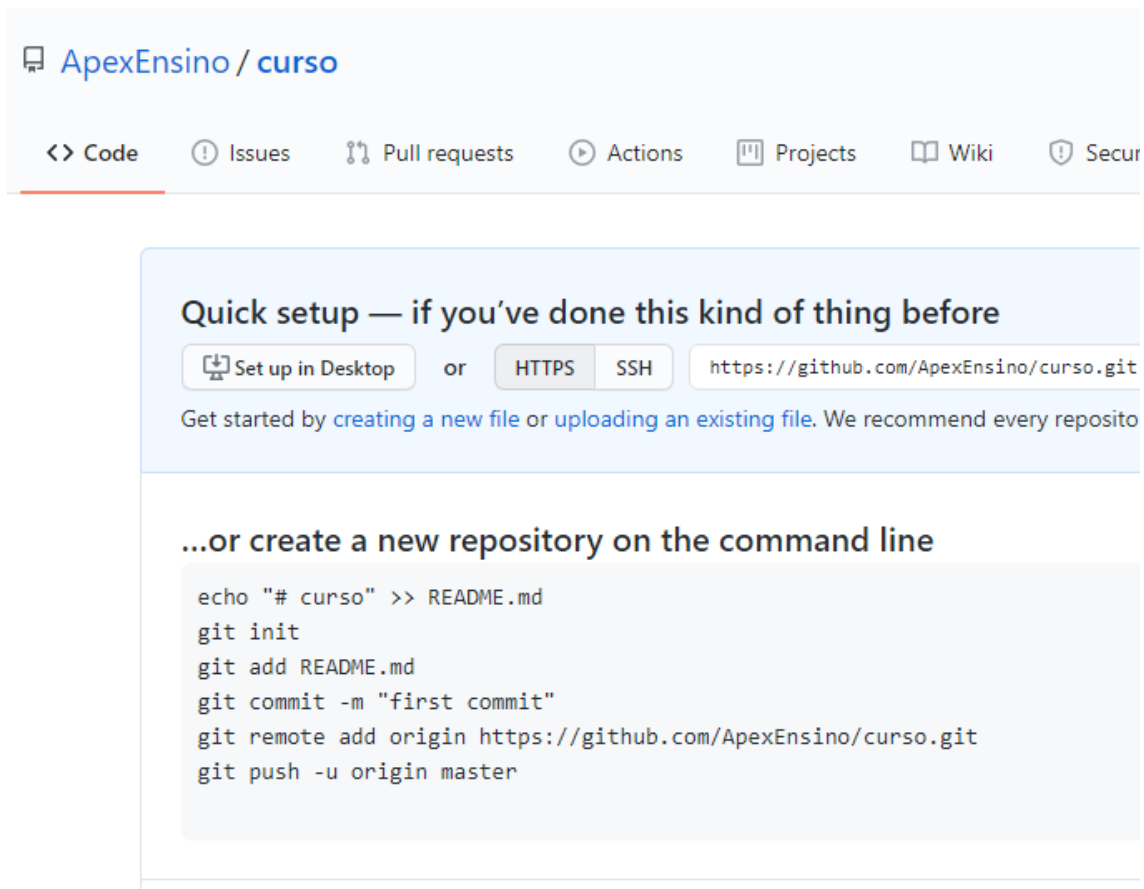 ApexEnsino / curso
Code Issues Pull requests Actions Projects Wiki Secur
Quick setup — if you’ve done this kind of thing before
Set up in Desktop or HTTPS SSH https://github.com/ApexEnsino/curso.git
Get started by creating a new file or uploading an existing file. We recommend every reposito
...or create a new repository on the command line
echo "# curso" >> README.md
git init
git add README.md
git commit -m "first commit"
git remote add origin https://github.com/ApexEnsino/curso.git
git push -u origin master